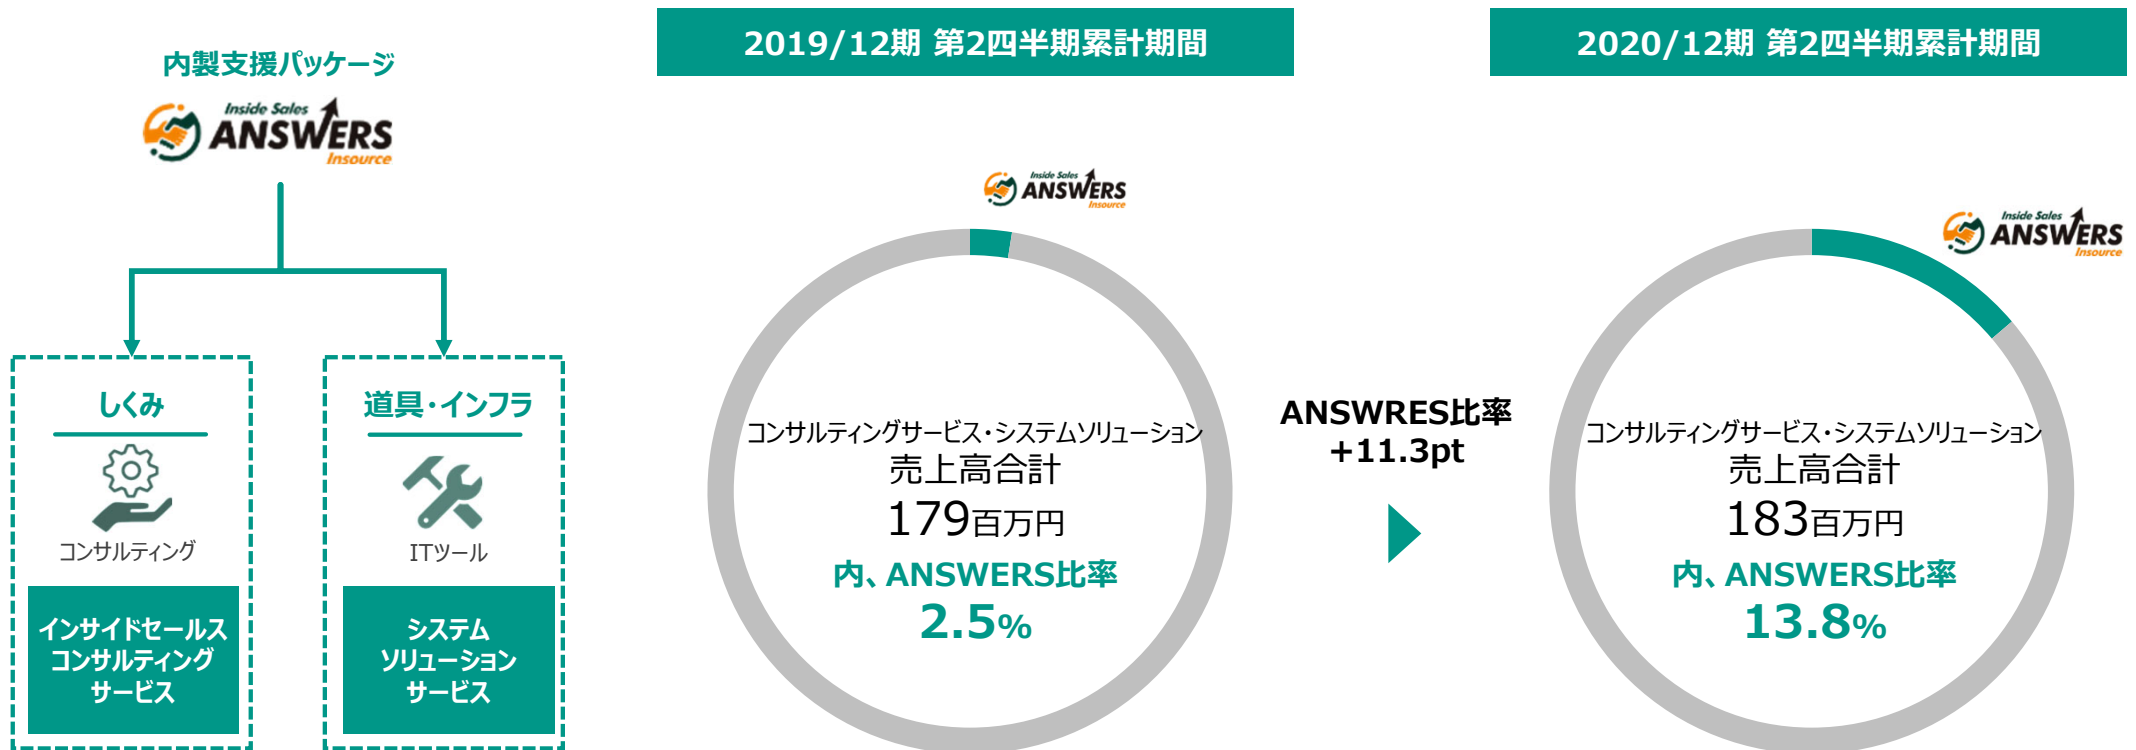 内製支援パッケージ
Inside Sales
ANSWERS
Insource
しくみ
コンサルティング
インサイドセールス
コンサルティング
サービス
道具・インフラ
ITツール
システム
ソリューション
サービス
2019/12期 第2四半期累計期間
Inside Sales
ANSWERS
Insource
コンサルティングサービス・システムソリューション
売上高合計
179百万円
内、ANSWERS比率
2.5%
ANSWRES比率
+11.3pt
2020/12期 第2四半期累計期間
Inside Sales
ANSWERS
Insource
コンサルティングサービス・システムソリューション
売上高合計
183百万円
内、ANSWERS比率
13.8%